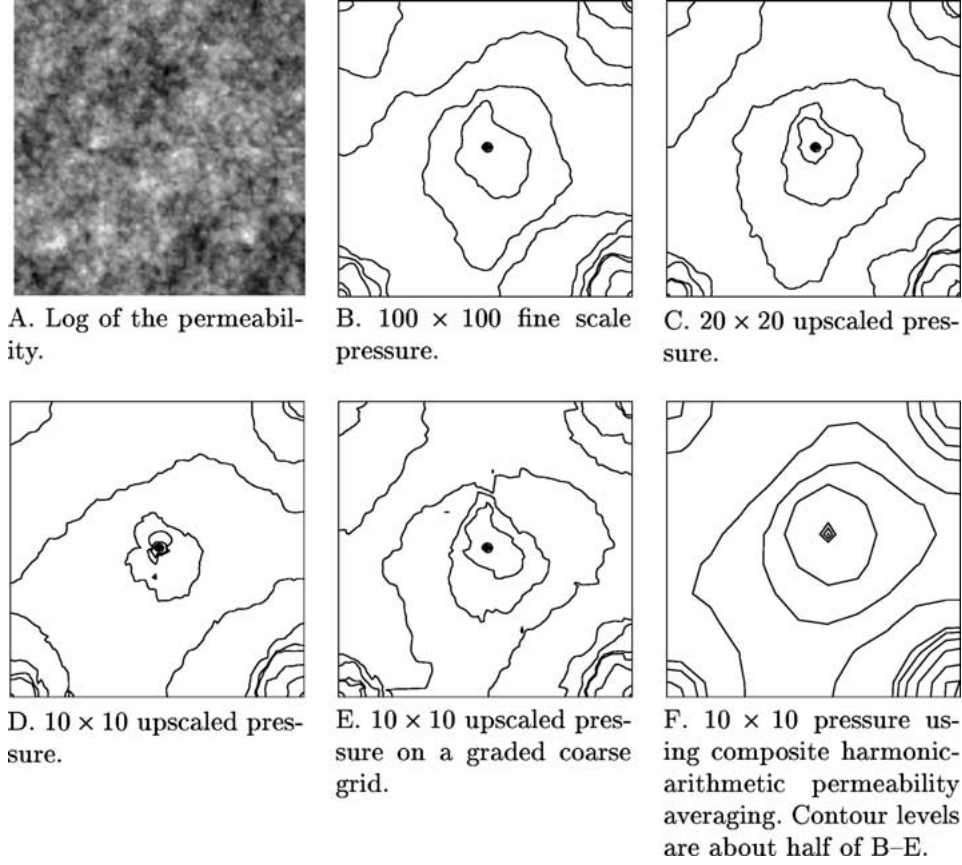 A. Log of the permeabil-
ity.
B. 100 × 100 fine scale
pressure.
C. 20 × 20 upscaled pres-
sure.
D. 10 × 10 upscaled pres-
sure.
E. 10 × 10 upscaled pres-
sure on a graded coarse
grid.
F. 10 × 10 pressure us-
ing composite harmonic-
arithmetic permeability
averaging. Contour levels
are about half of B–E.